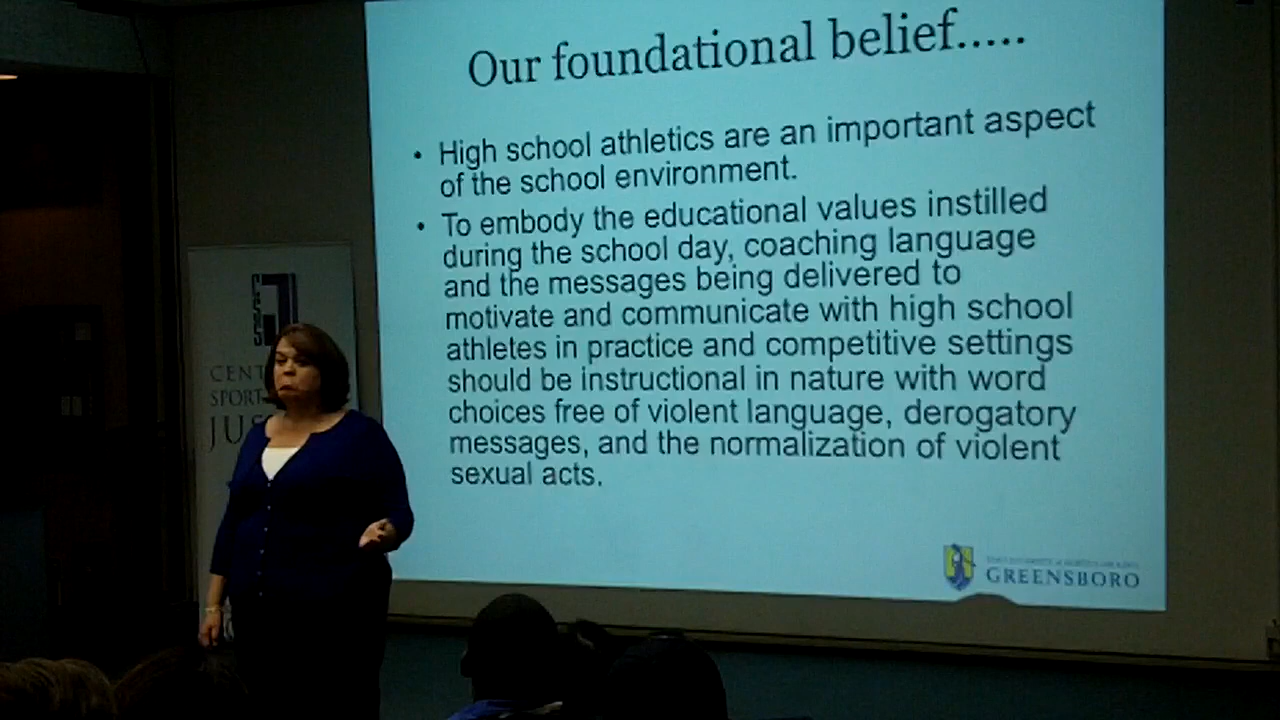 Our foundational belief.....
• High school athletics are an important aspect
of the school environment.
• To embody the educational values instilled
during the school day, coaching language
and the messages being delivered to
motivate and communicate with high school
athletes in practice and competitive settings
should be instructional in nature with word
choices free of violent language, derogatory
messages, and the normalization of violent
sexual acts.
GREENSBORO
CENT
SPORT
JUS